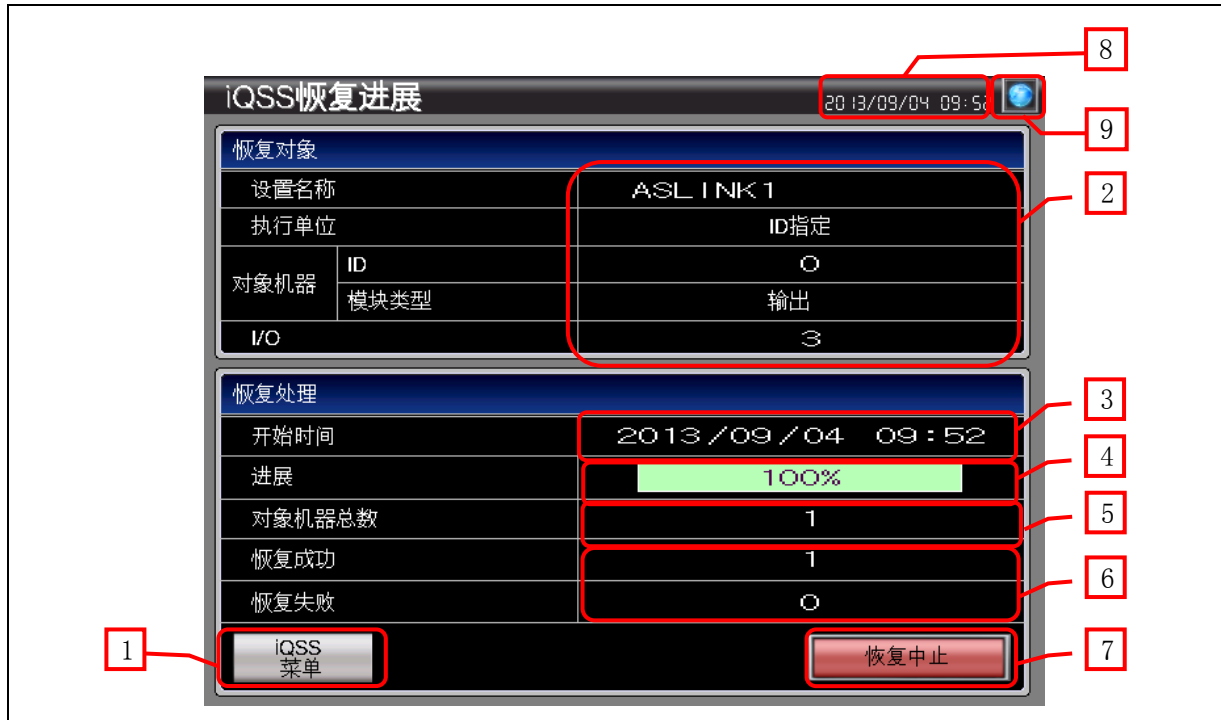 8
iQSS恢复进展
2013/09/04 09:52
9
恢复对象
设置名称 ASLINK1
2
执行单位 ID指定
对象机器 ID 0
模块类型 输出
I/O 3
恢复处理
3
开始时间 2013/09/04 09:52
4
进展 100%
对象机器总数 1
5
恢复成功 1
6
恢复失败 0
1
iQSS
菜单
恢复中止
7